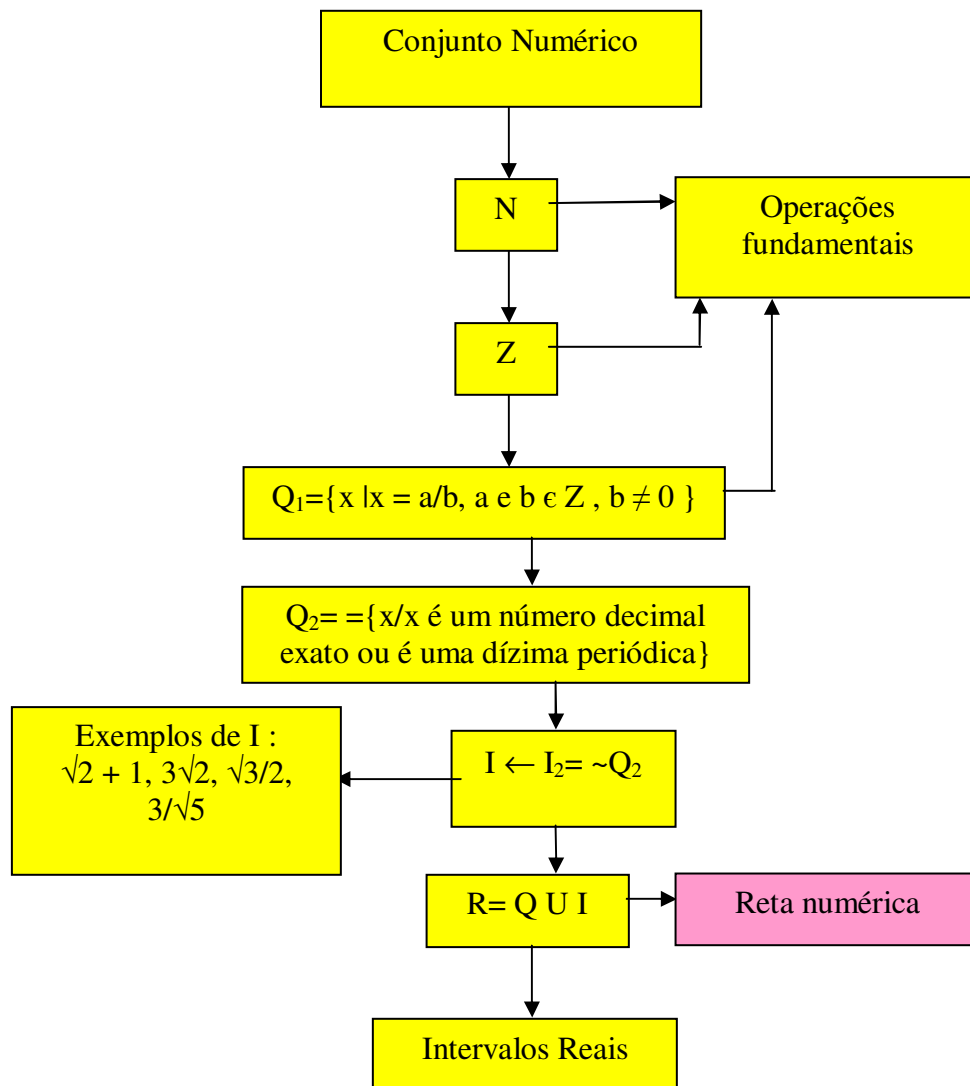 Conjunto Numérico
N
Operações
fundamentais
Z
Q₁={x |x = a/b, a e b є Z , b ≠ 0 }
Q₂= ={x/x é um número decimal
exato ou é uma dízima periódica}
Exemplos de I :
√2 + 1, 3√2, √3/2,
3/√5
I ← I₂= ~Q₂
R= Q U I
Reta numérica
Intervalos Reais